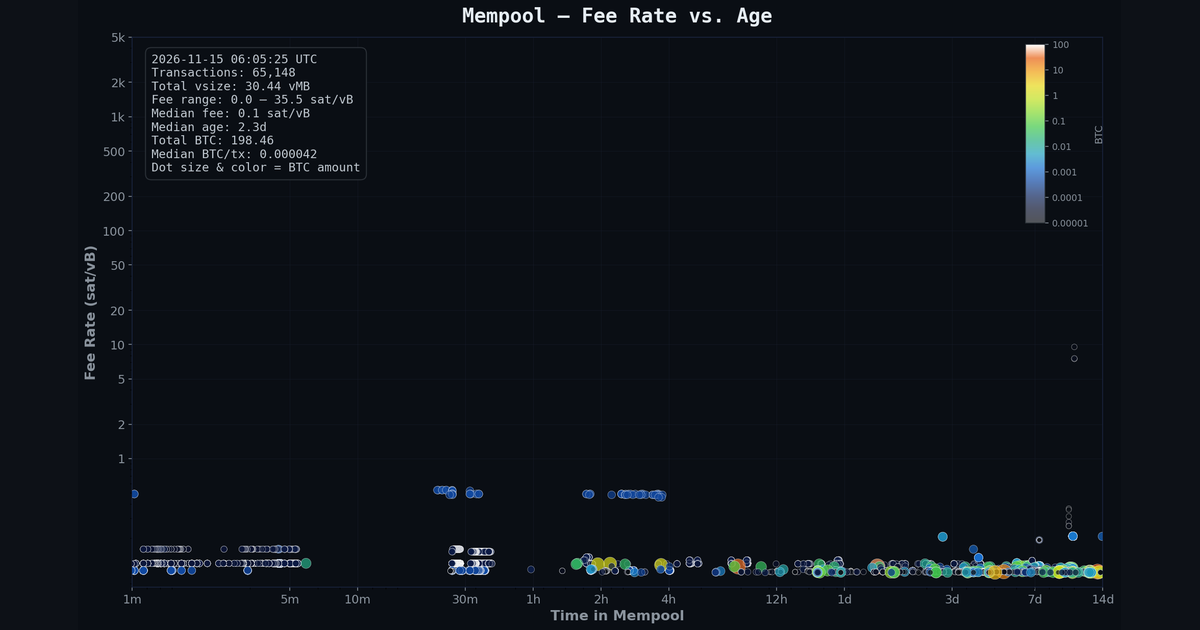 Mempool — Fee Rate vs. Age
2026-11-15 06:05:25 UTC
Transactions: 65,148
Total vsize: 30.44 vMB
Fee range: 0.0 – 35.5 sat/vB
Median fee: 0.1 sat/vB
Median age: 2.3d
Total BTC: 198.46
Median BTC/tx: 0.000042
Dot size & color = BTC amount
100
10
1
0.1
0.01
0.001
0.0001
0.00001
BTC
Fee Rate (sat/vB)
5k
2k
1k
500
200
100
50
20
10
5
2
1
1m 5m 10m 30m 1h 2h 4h 12h 1d 3d 7d 14d
Time in Mempool